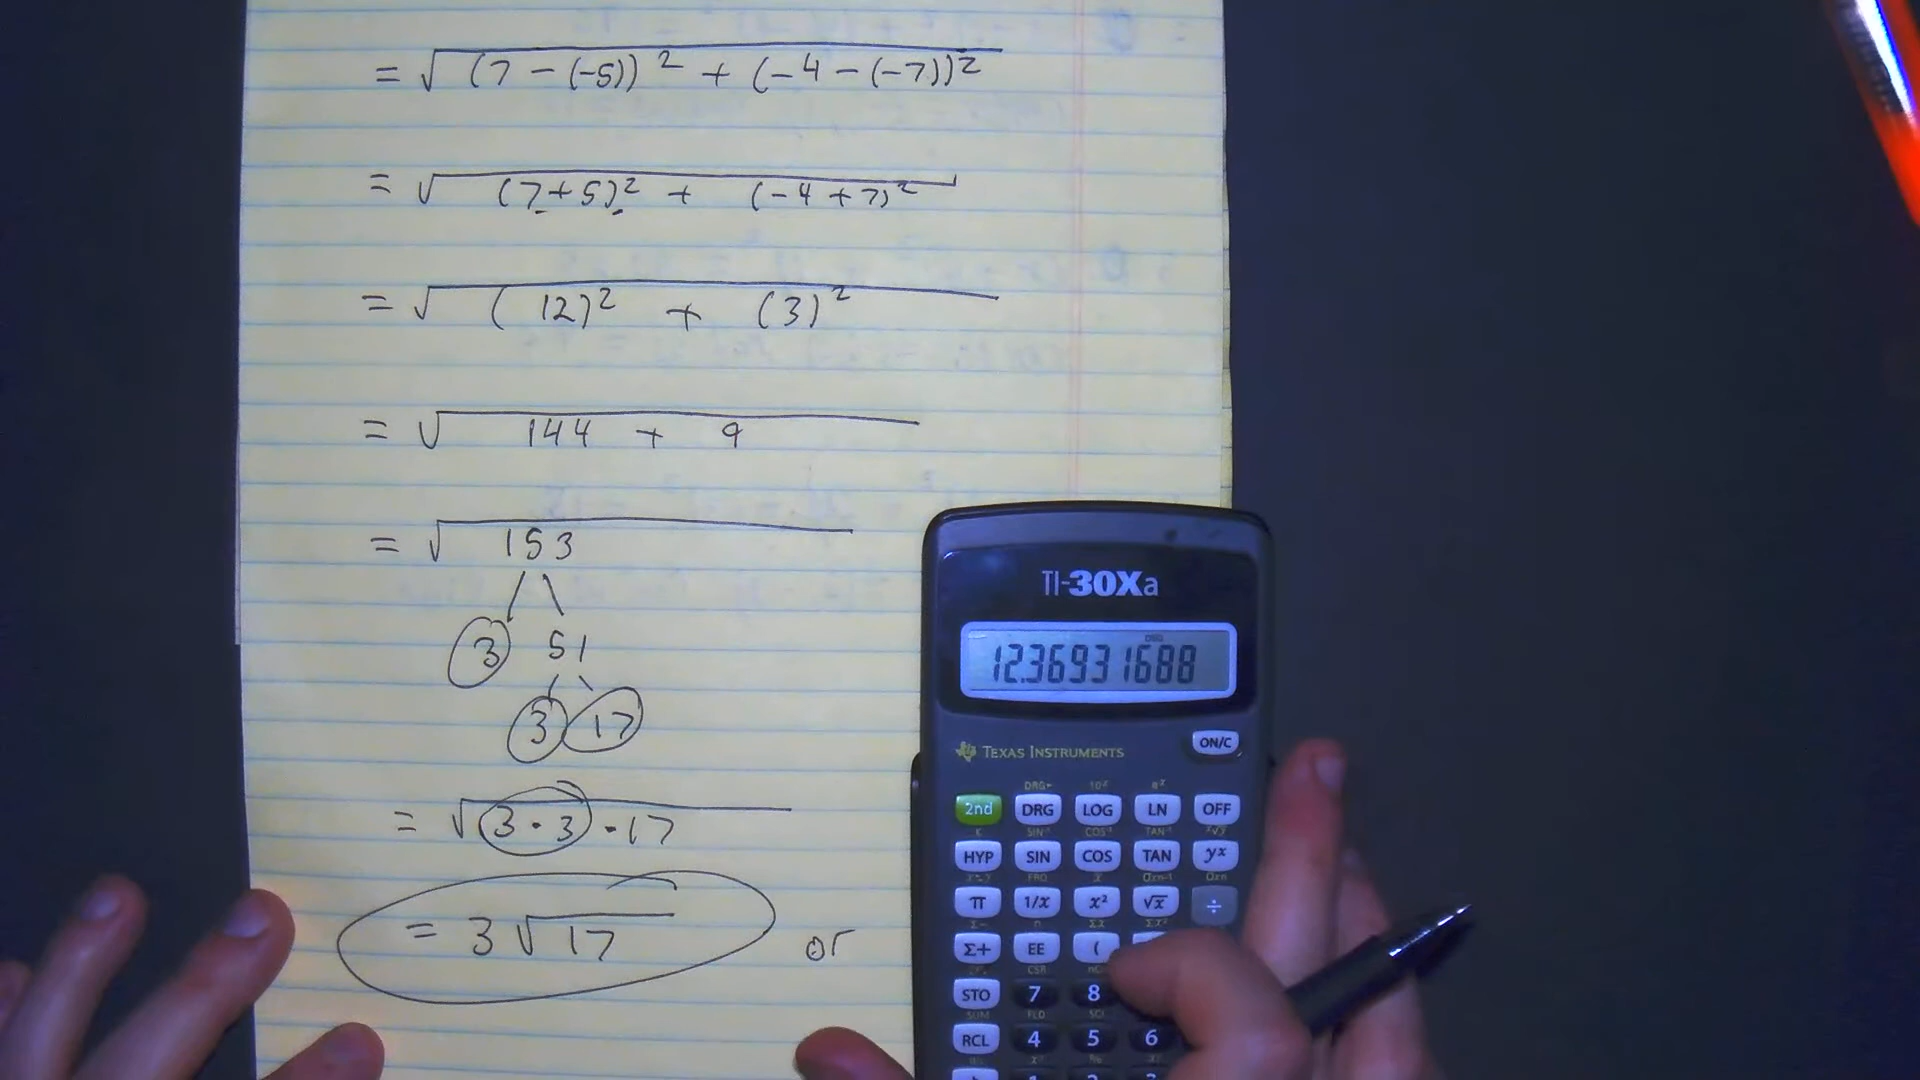 = √(7 - (-5))² + (-4 - (-7))²
= √(7+5)² + (-4+7)²
= √(12)² + (3)²
= √144 + 9
= √153
3 51
3 17
= √3·3·17
= 3√17 or
TI-30Xa
DRG
12.36931688
TEXAS INSTRUMENTS ON/C
2nd DRG LOG LN OFF
HYP SIN COS TAN yˣ
π 1/x x² √x ÷
Σ+ EE (
STO 7 8
RCL 4 5 6